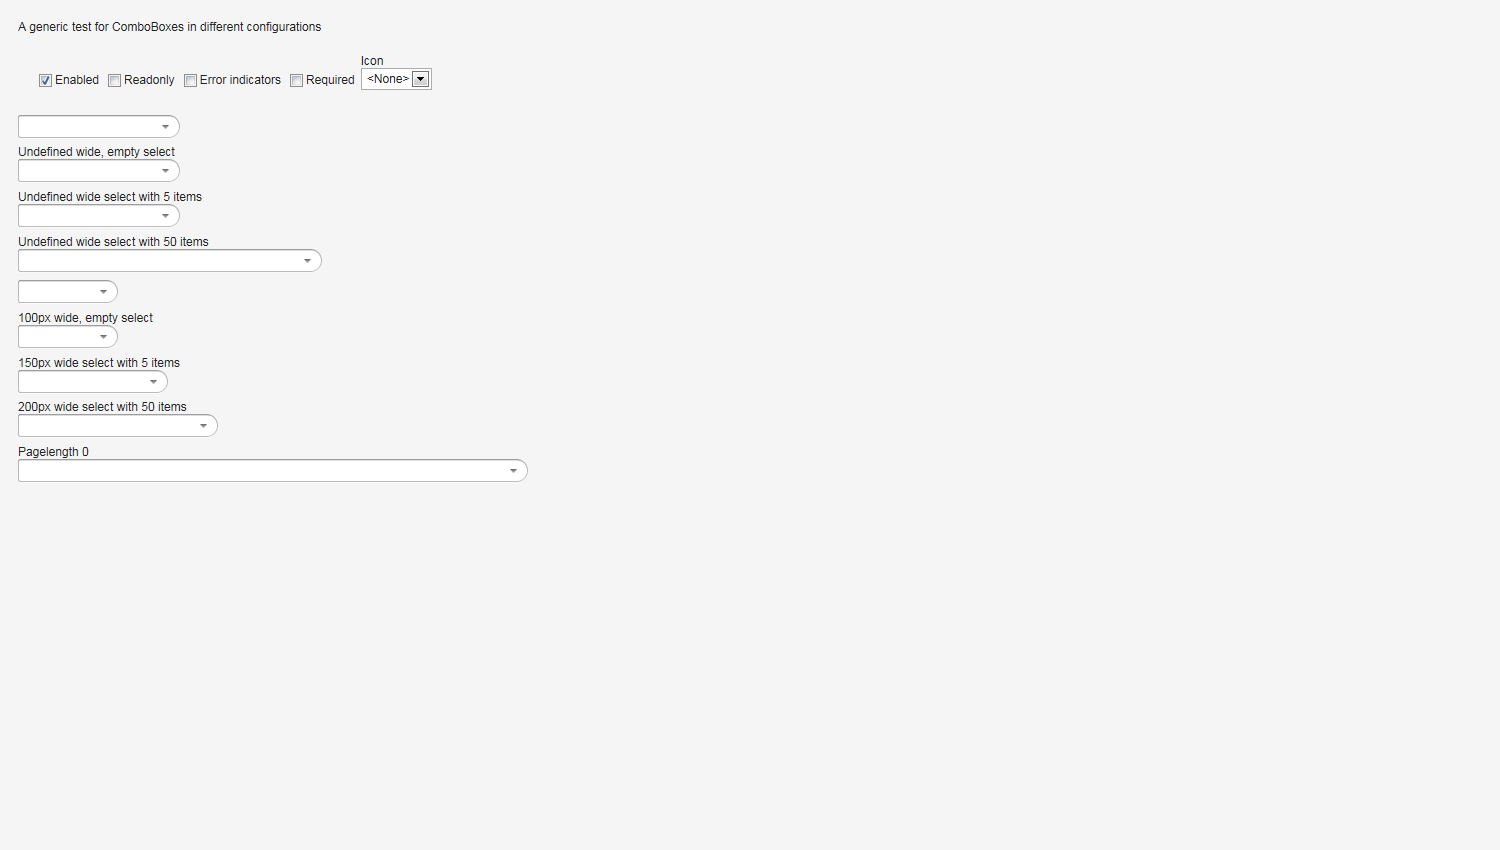 A generic test for ComboBoxes in different configurations
Icon
Enabled Readonly Error indicators Required <None>
Undefined wide, empty select
Undefined wide select with 5 items
Undefined wide select with 50 items
100px wide, empty select
150px wide select with 5 items
200px wide select with 50 items
Pagelength 0